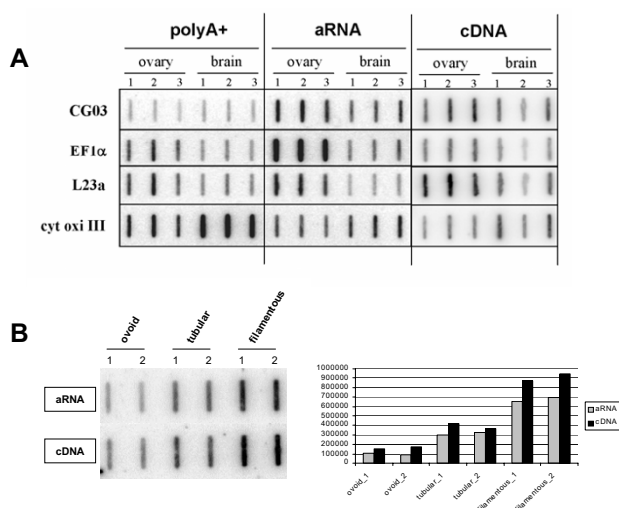 polyA+ aRNA cDNA
A
ovary brain ovary brain ovary brain
1 2 3 1 2 3 1 2 3 1 2 3 1 2 3 1 2 3
CG03
EF1α
L23a
cyt oxi III
B
ovoid tubular filamentous
1 2 1 2 1 2
aRNA
cDNA
1000000
900000
800000
700000
600000
500000
400000
300000
200000
100000
0
ovoid_1 ovoid_2 tubular_1 tubular_2 filamentous_1 filamentous_2
aRNA
cDNA